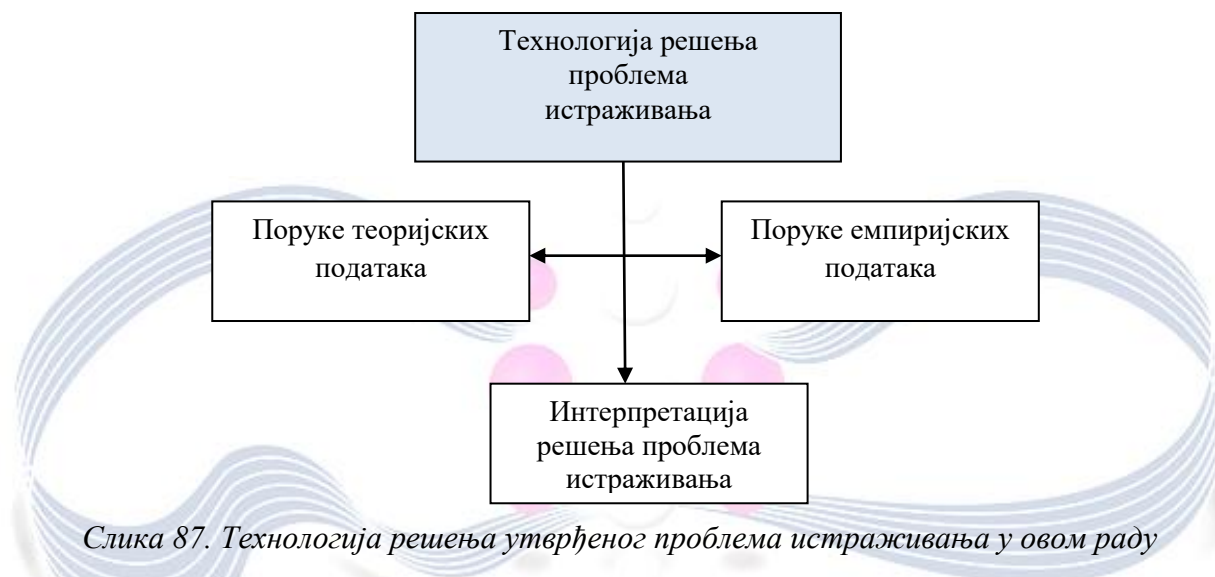 Технологија решења
проблема
истраживања
Поруке теоријских
података
Поруке емпиријских
података
Интерпретација
решења проблема
истраживања
Слика 87. Технологија решења утврђеног проблема истраживања у овом раду